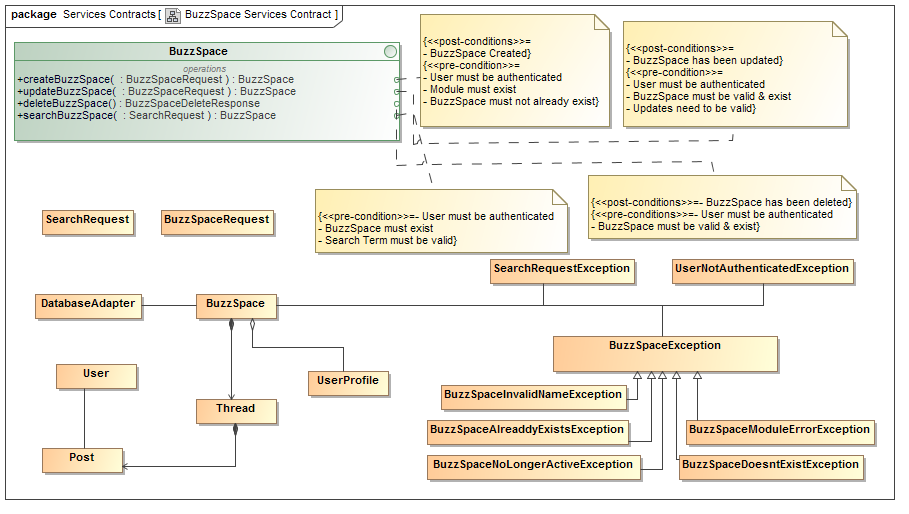 package Services Contracts [ BuzzSpace Services Contract ]
BuzzSpace
operations
+createBuzzSpace( : BuzzSpaceRequest ) : BuzzSpace
+updateBuzzSpace( : BuzzSpaceRequest ) : BuzzSpace
+deleteBuzzSpace() : BuzzSpaceDeleteResponse
+searchBuzzSpace( : SearchRequest ) : BuzzSpace
{<<post-conditions>>=
- BuzzSpace Created}
{<<pre-conditions>>=
- User must be authenticated
- Module must exist
- BuzzSpace must not already exist}
{<<post-conditions>>=
- BuzzSpace has been updated}
{<<pre-conditions>>=
- User must be authenticated
- BuzzSpace must be valid & exist
- Updates need to be valid}
{<<pre-condition>>=- User must be authenticated
- BuzzSpace must exist
- Search Term must be valid}
{<<post-conditions>>=- BuzzSpace has been deleted}
{<<pre-conditions>>=- User must be authenticated
- BuzzSpace must be valid & exist}
SearchRequest
BuzzSpaceRequest
SearchRequestException
UserNotAuthenticatedException
DatabaseAdapter
BuzzSpace
BuzzSpaceException
User
UserProfile
Thread
Post
BuzzSpaceInvalidNameException
BuzzSpaceAlreaddyExistsException
BuzzSpaceModuleErrorException
BuzzSpaceNoLongerActiveException
BuzzSpaceDoesntExistException